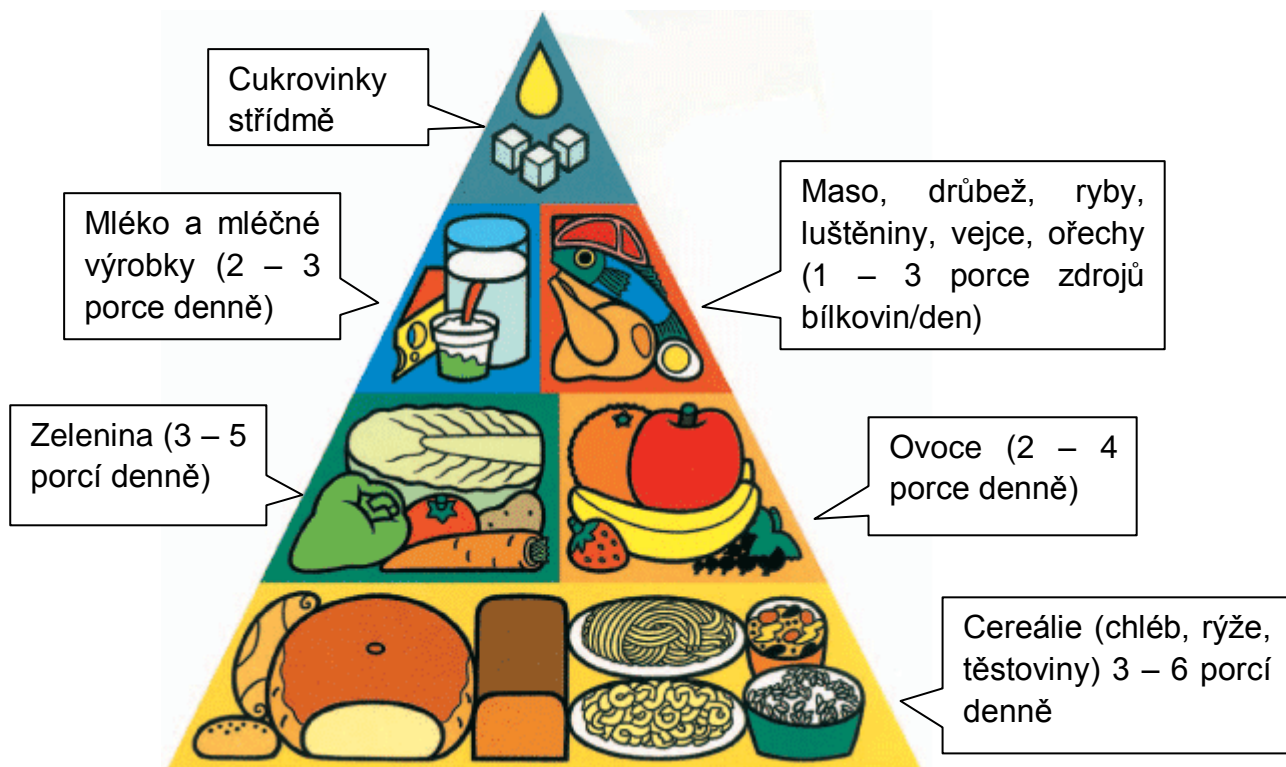 Cukrovinky
střídmě
Mléko a mléčné
výrobky (2 – 3
porce denně)
Maso, drůbež, ryby,
luštěniny, vejce, ořechy
(1 – 3 porce zdrojů
bílkovin/den)
Zelenina (3 – 5
porcí denně)
Ovoce (2 – 4
porce denně)
Cereálie (chléb, rýže,
těstoviny) 3 – 6 porcí
denně